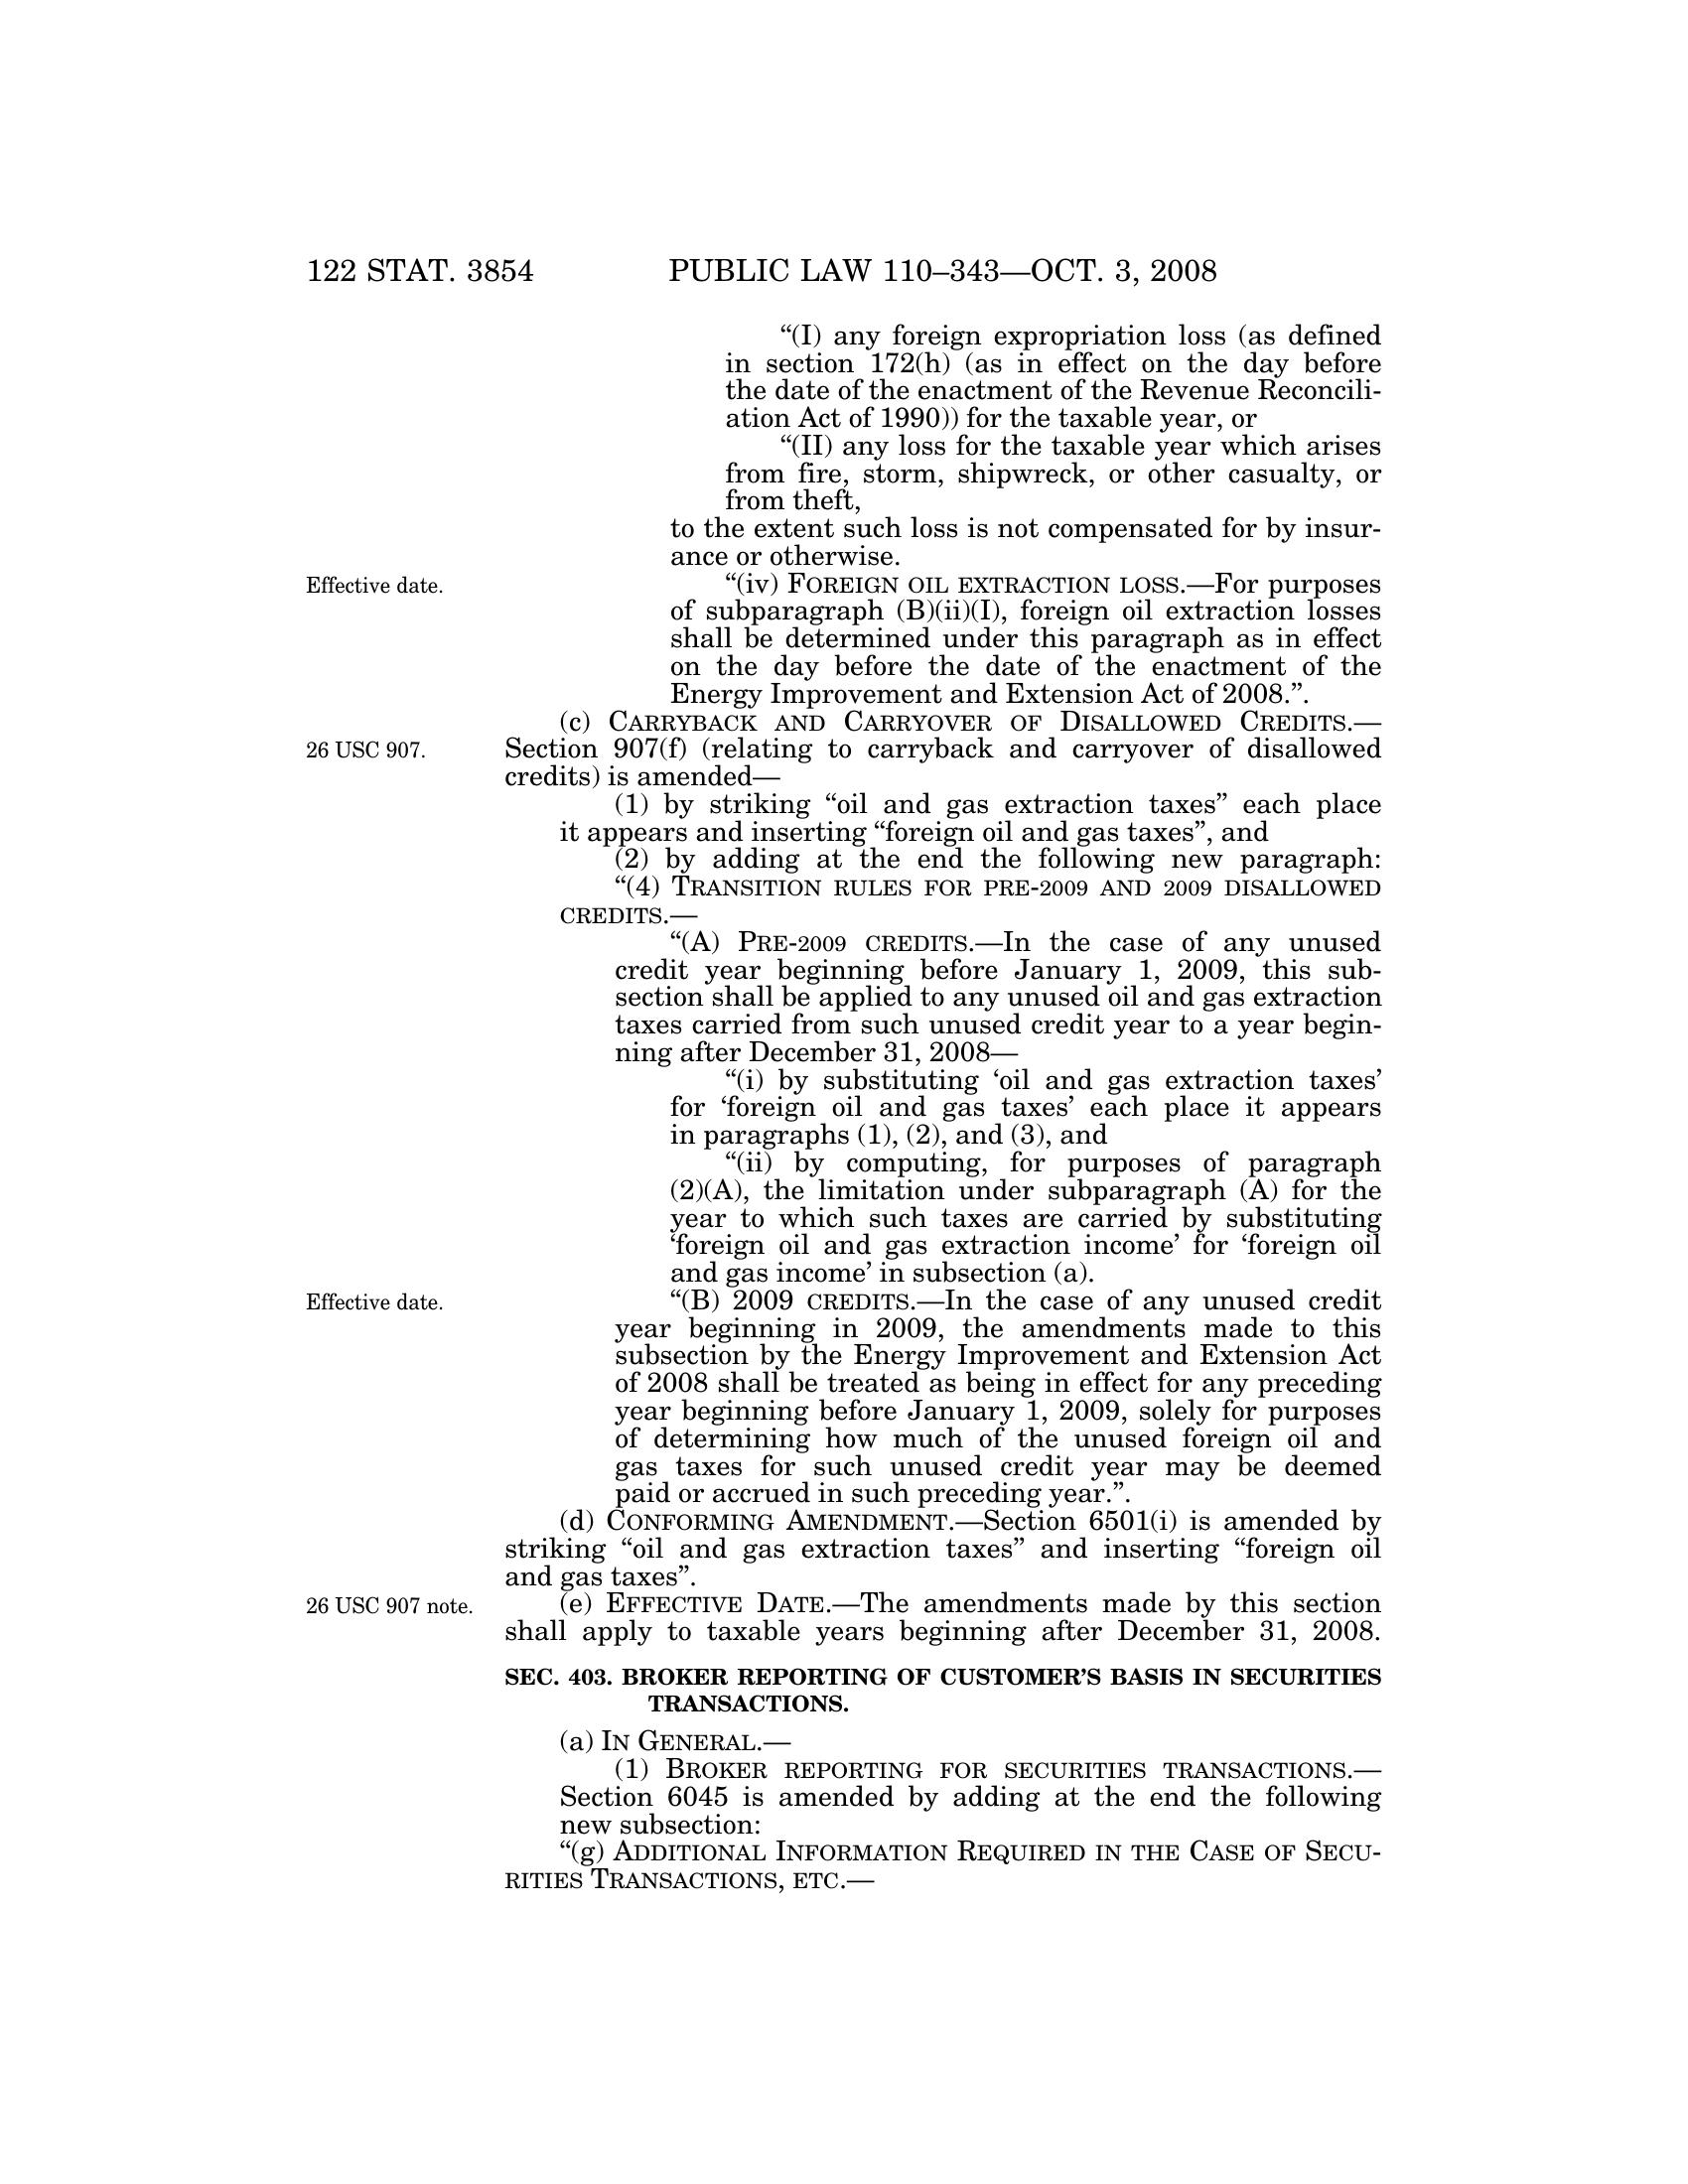 122 STAT. 3854 PUBLIC LAW 110–343—OCT. 3, 2008
“(I) any foreign expropriation loss (as defined
in section 172(h) (as in effect on the day before
the date of the enactment of the Revenue Reconcili-
ation Act of 1990)) for the taxable year, or
“(II) any loss for the taxable year which arises
from fire, storm, shipwreck, or other casualty, or
from theft,
to the extent such loss is not compensated for by insur-
ance or otherwise.
Effective date.
“(iv) FOREIGN OIL EXTRACTION LOSS.—For purposes
of subparagraph (B)(ii)(I), foreign oil extraction losses
shall be determined under this paragraph as in effect
on the day before the date of the enactment of the
Energy Improvement and Extension Act of 2008.”.
(c) CARRYBACK AND CARRYOVER OF DISALLOWED CREDITS.—
26 USC 907.
Section 907(f) (relating to carryback and carryover of disallowed
credits) is amended—
(1) by striking “oil and gas extraction taxes” each place
it appears and inserting “foreign oil and gas taxes”, and
(2) by adding at the end the following new paragraph:
“(4) TRANSITION RULES FOR PRE-2009 AND 2009 DISALLOWED
CREDITS.—
“(A) PRE-2009 CREDITS.—In the case of any unused
credit year beginning before January 1, 2009, this sub-
section shall be applied to any unused oil and gas extraction
taxes carried from such unused credit year to a year begin-
ning after December 31, 2008—
“(i) by substituting ‘oil and gas extraction taxes’
for ‘foreign oil and gas taxes’ each place it appears
in paragraphs (1), (2), and (3), and
“(ii) by computing, for purposes of paragraph
(2)(A), the limitation under subparagraph (A) for the
year to which such taxes are carried by substituting
‘foreign oil and gas extraction income’ for ‘foreign oil
and gas income’ in subsection (a).
Effective date.
“(B) 2009 CREDITS.—In the case of any unused credit
year beginning in 2009, the amendments made to this
subsection by the Energy Improvement and Extension Act
of 2008 shall be treated as being in effect for any preceding
year beginning before January 1, 2009, solely for purposes
of determining how much of the unused foreign oil and
gas taxes for such unused credit year may be deemed
paid or accrued in such preceding year.”.
(d) CONFORMING AMENDMENT.—Section 6501(i) is amended by
striking “oil and gas extraction taxes” and inserting “foreign oil
and gas taxes”.
26 USC 907 note.
(e) EFFECTIVE DATE.—The amendments made by this section
shall apply to taxable years beginning after December 31, 2008.
SEC. 403. BROKER REPORTING OF CUSTOMER’S BASIS IN SECURITIES
TRANSACTIONS.
(a) IN GENERAL.—
(1) BROKER REPORTING FOR SECURITIES TRANSACTIONS.—
Section 6045 is amended by adding at the end the following
new subsection:
“(g) ADDITIONAL INFORMATION REQUIRED IN THE CASE OF SECU-
RITIES TRANSACTIONS, ETC.—